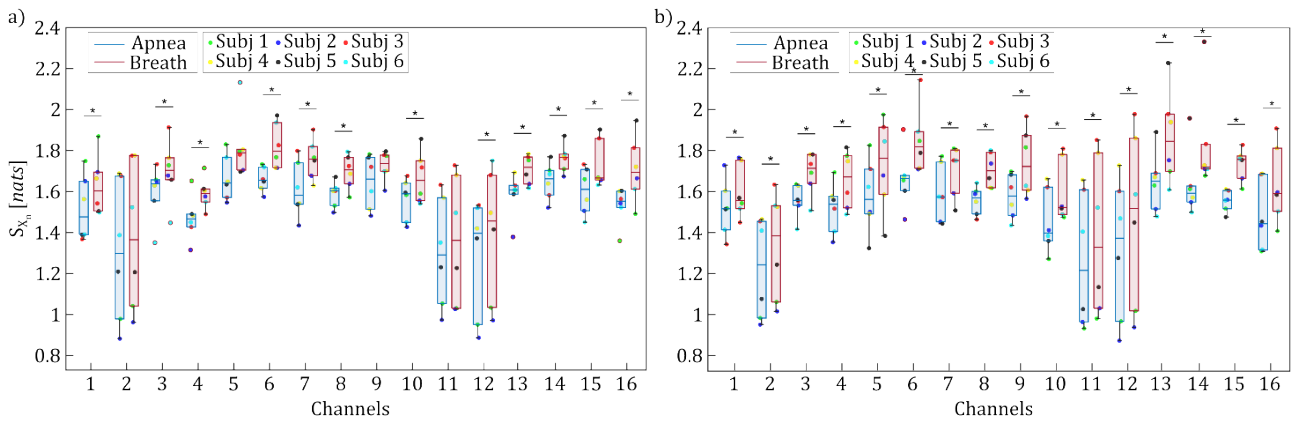 a)
2.4
2.2
2
1.8
1.6
1.4
1.2
1
0.8
S_{X_n} [nats]
Apnea
Breath
Subj 1 Subj 2 Subj 3
Subj 4 Subj 5 Subj 6
* * * * * * * * * * * * *
1 2 3 4 5 6 7 8 9 10 11 12 13 14 15 16
Channels
b)
2.4
2.2
2
1.8
1.6
1.4
1.2
1
0.8
Apnea
Breath
Subj 1 Subj 2 Subj 3
Subj 4 Subj 5 Subj 6
* * * * * * * * * * * * * * * *
1 2 3 4 5 6 7 8 9 10 11 12 13 14 15 16
Channels